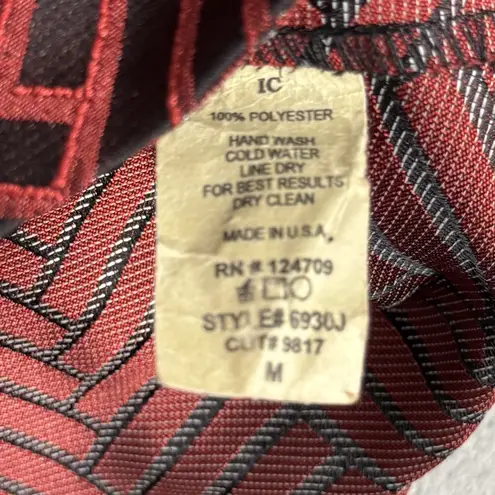 IC
100% POLYESTER
HAND WASH
COLD WATER
LINE DRY
FOR BEST RESULTS
DRY CLEAN
MADE IN U.S.A.
RN # 124709
STYLE# 6930J
CUT# 9817
M